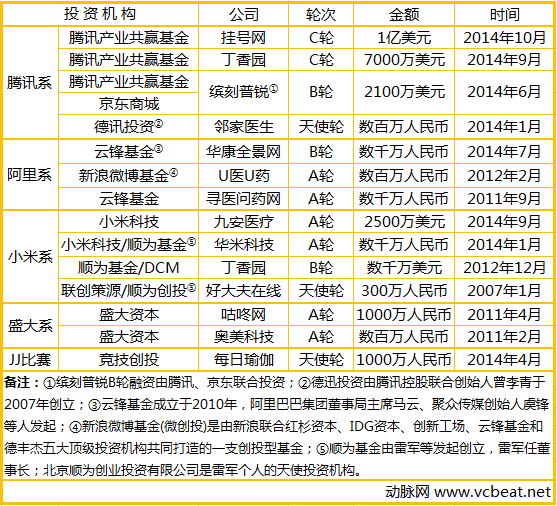 投资机构 公司 轮次 金额 时间
腾讯系 腾讯产业共赢基金 挂号网 C轮 1亿美元 2014年10月
腾讯产业共赢基金 丁香园 C轮 7000万美元 2014年9月
腾讯产业共赢基金 京东商城 缤刻普锐① B轮 2100万美元 2014年6月
德讯投资② 邻家医生 天使轮 数百万人民币 2014年1月
阿里系 云锋基金③ 华康全景网 B轮 数千万人民币 2014年7月
新浪微博基金④ U医U药 A轮 数百万人民币 2012年2月
云锋基金 寻医问药网 A轮 数千万人民币 2011年9月
小米系 小米科技 九安医疗 A轮 2500万美元 2014年9月
小米科技/顺为基金⑤ 华米科技 A轮 数千万人民币 2014年1月
顺为基金/DCM 丁香园 B轮 数千万美元 2012年12月
联创策源/顺为创投⑤ 好大夫在线 天使轮 300万人民币 2007年1月
盛大系 盛大资本 咕咚网 A轮 1000万人民币 2011年4月
盛大资本 奥美科技 A轮 数百万人民币 2011年2月
JJ比赛 竞技创投 每日瑜伽 天使轮 1000万人民币 2014年4月
备注：①缤刻普锐B轮融资由腾讯、京东联合投资；②德迅投资由腾讯控股联合创始人曾李青于
2007年创立；③云锋基金成立于2010年，阿里巴巴集团董事局主席马云、聚众传媒创始人虞锋
等人发起；④新浪微博基金(微创投)是由新浪联合红杉资本、IDG资本、创新工场、云锋基金和
德丰杰五大顶级投资机构共同打造的一支创投型基金；⑤顺为基金由雷军等发起创立，雷军任董
事长；北京顺为创业投资有限公司是雷军个人的天使投资机构。
动脉网 www.vcbeat.net